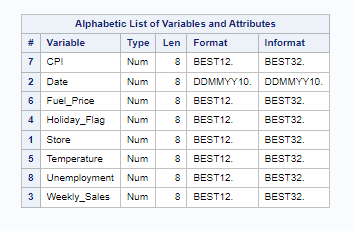 Alphabetic List of Variables and Attributes
# Variable Type Len Format Informat
7 CPI Num 8 BEST12. BEST32.
2 Date Num 8 DDMMYY10. DDMMYY10.
6 Fuel_Price Num 8 BEST12. BEST32.
4 Holiday_Flag Num 8 BEST12. BEST32.
1 Store Num 8 BEST12. BEST32.
5 Temperature Num 8 BEST12. BEST32.
8 Unemployment Num 8 BEST12. BEST32.
3 Weekly_Sales Num 8 BEST12. BEST32.